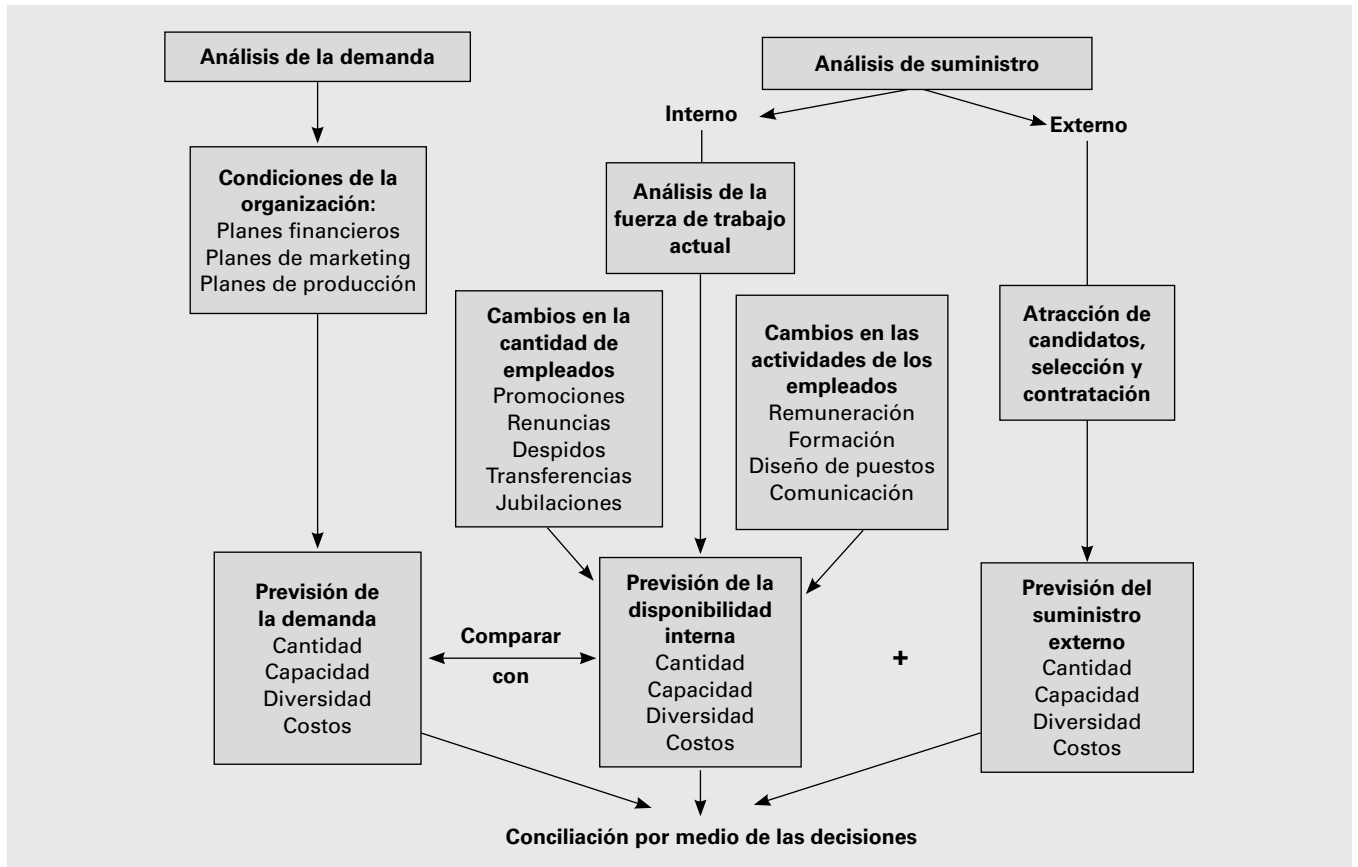 Análisis de la demanda
Análisis de suministro
Interno
Externo
Condiciones de la
organización:
Planes financieros
Planes de marketing
Planes de producción
Análisis de la
fuerza de trabajo
actual
Cambios en la
cantidad de
empleados
Promociones
Renuncias
Despidos
Transferencias
Jubilaciones
Cambios en las
actividades de los
empleados
Remuneración
Formación
Diseño de puestos
Comunicación
Atracción de
candidatos,
selección y
contratación
Previsión de
la demanda
Cantidad
Capacidad
Diversidad
Costos
Comparar
con
Previsión de la
disponibilidad
interna
Cantidad
Capacidad
Diversidad
Costos
+
Previsión del
suministro
externo
Cantidad
Capacidad
Diversidad
Costos
Conciliación por medio de las decisiones